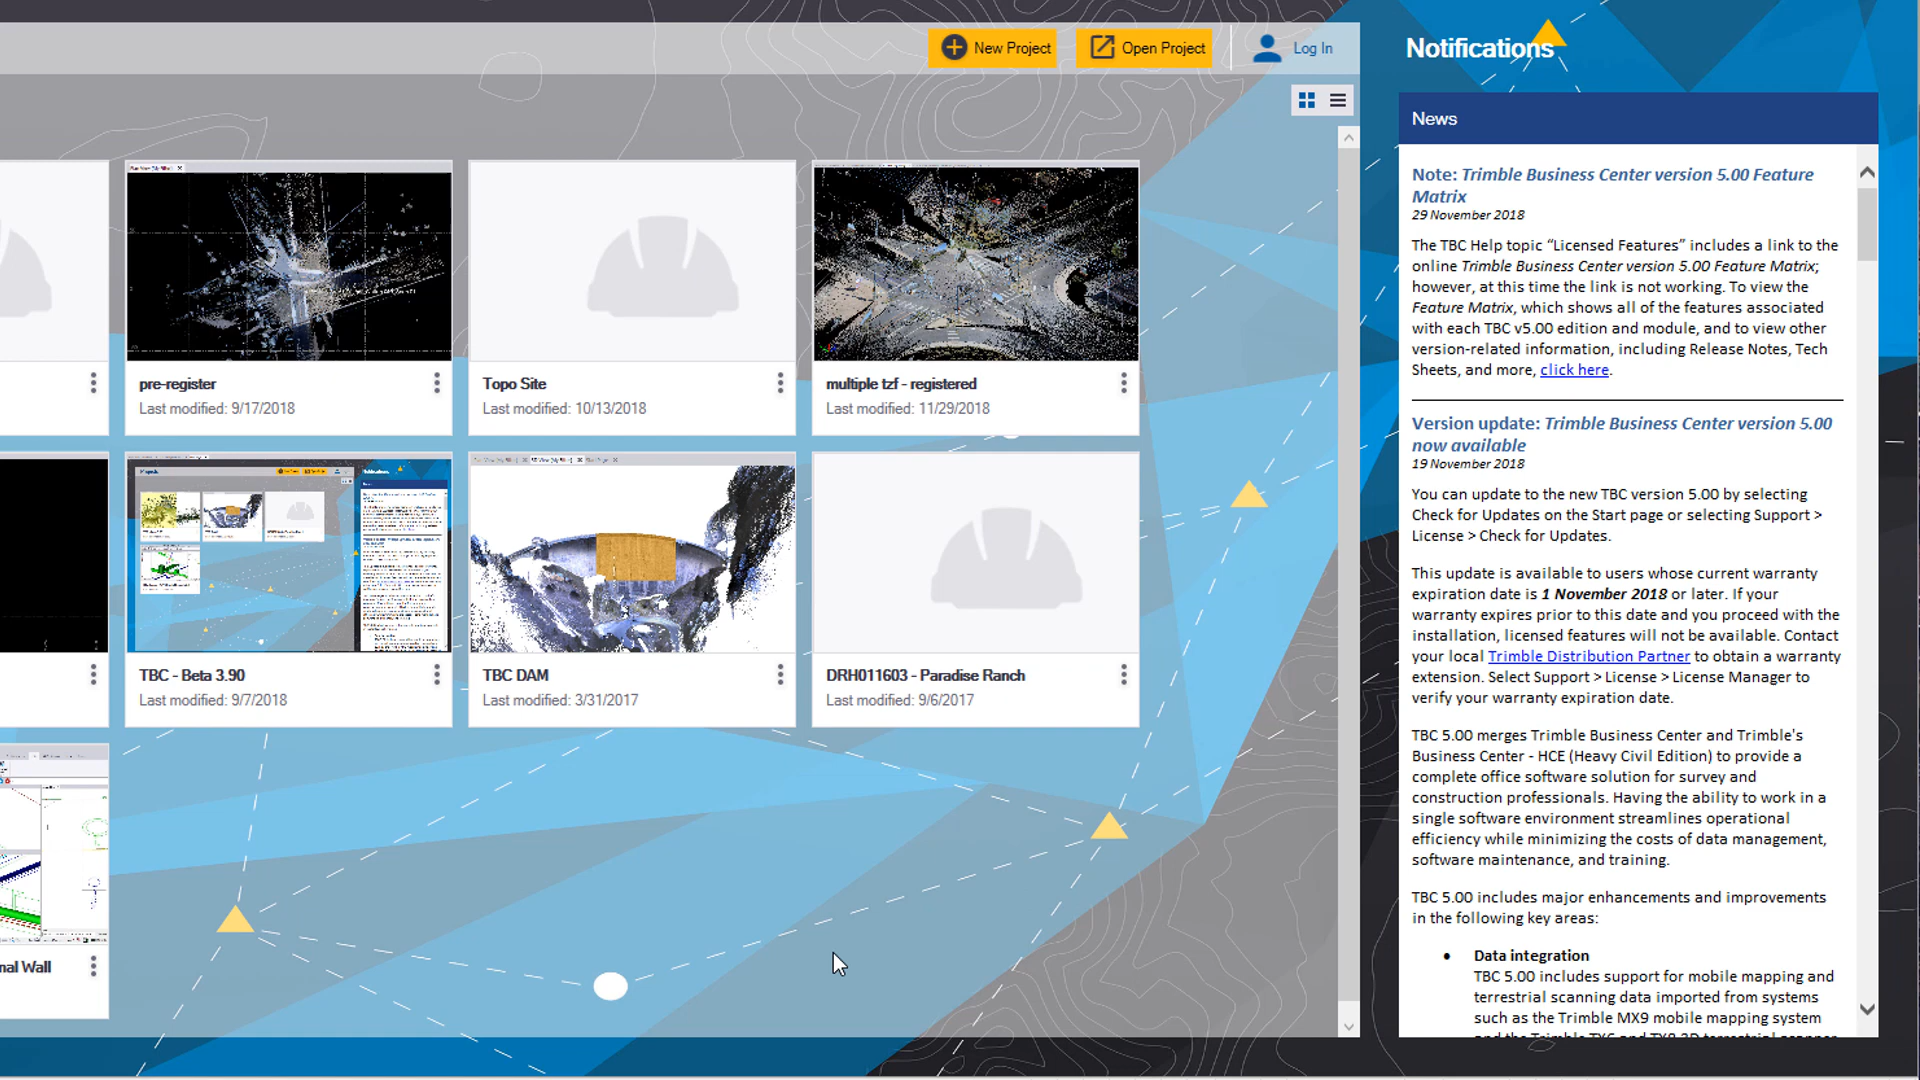 New Project
Open Project
Log In
Notifications
News
pre-register
Last modified: 9/17/2018
Topo Site
Last modified: 10/13/2018
multiple tzf - registered
Last modified: 11/29/2018
TBC - Beta 3.90
Last modified: 9/7/2018
TBC DAM
Last modified: 3/31/2017
DRH011603 - Paradise Ranch
Last modified: 9/6/2017
nal Wall
Note: Trimble Business Center version 5.00 Feature
Matrix
29 November 2018
The TBC Help topic “Licensed Features” includes a link to the
online Trimble Business Center version 5.00 Feature Matrix;
however, at this time the link is not working. To view the
Feature Matrix, which shows all of the features associated
with each TBC v5.00 edition and module, and to view other
version-related information, including Release Notes, Tech
Sheets, and more, click here.
Version update: Trimble Business Center version 5.00
now available
19 November 2018
You can update to the new TBC version 5.00 by selecting
Check for Updates on the Start page or selecting Support >
License > Check for Updates.
This update is available to users whose current warranty
expiration date is 1 November 2018 or later. If your
warranty expires prior to this date and you proceed with the
installation, licensed features will not be available. Contact
your local Trimble Distribution Partner to obtain a warranty
extension. Select Support > License > License Manager to
verify your warranty expiration date.
TBC 5.00 merges Trimble Business Center and Trimble's
Business Center - HCE (Heavy Civil Edition) to provide a
complete office software solution for survey and
construction professionals. Having the ability to work in a
single software environment streamlines operational
efficiency while minimizing the costs of data management,
software maintenance, and training.
TBC 5.00 includes major enhancements and improvements
in the following key areas:
• Data integration
TBC 5.00 includes support for mobile mapping and
terrestrial scanning data imported from systems
such as the Trimble MX9 mobile mapping system